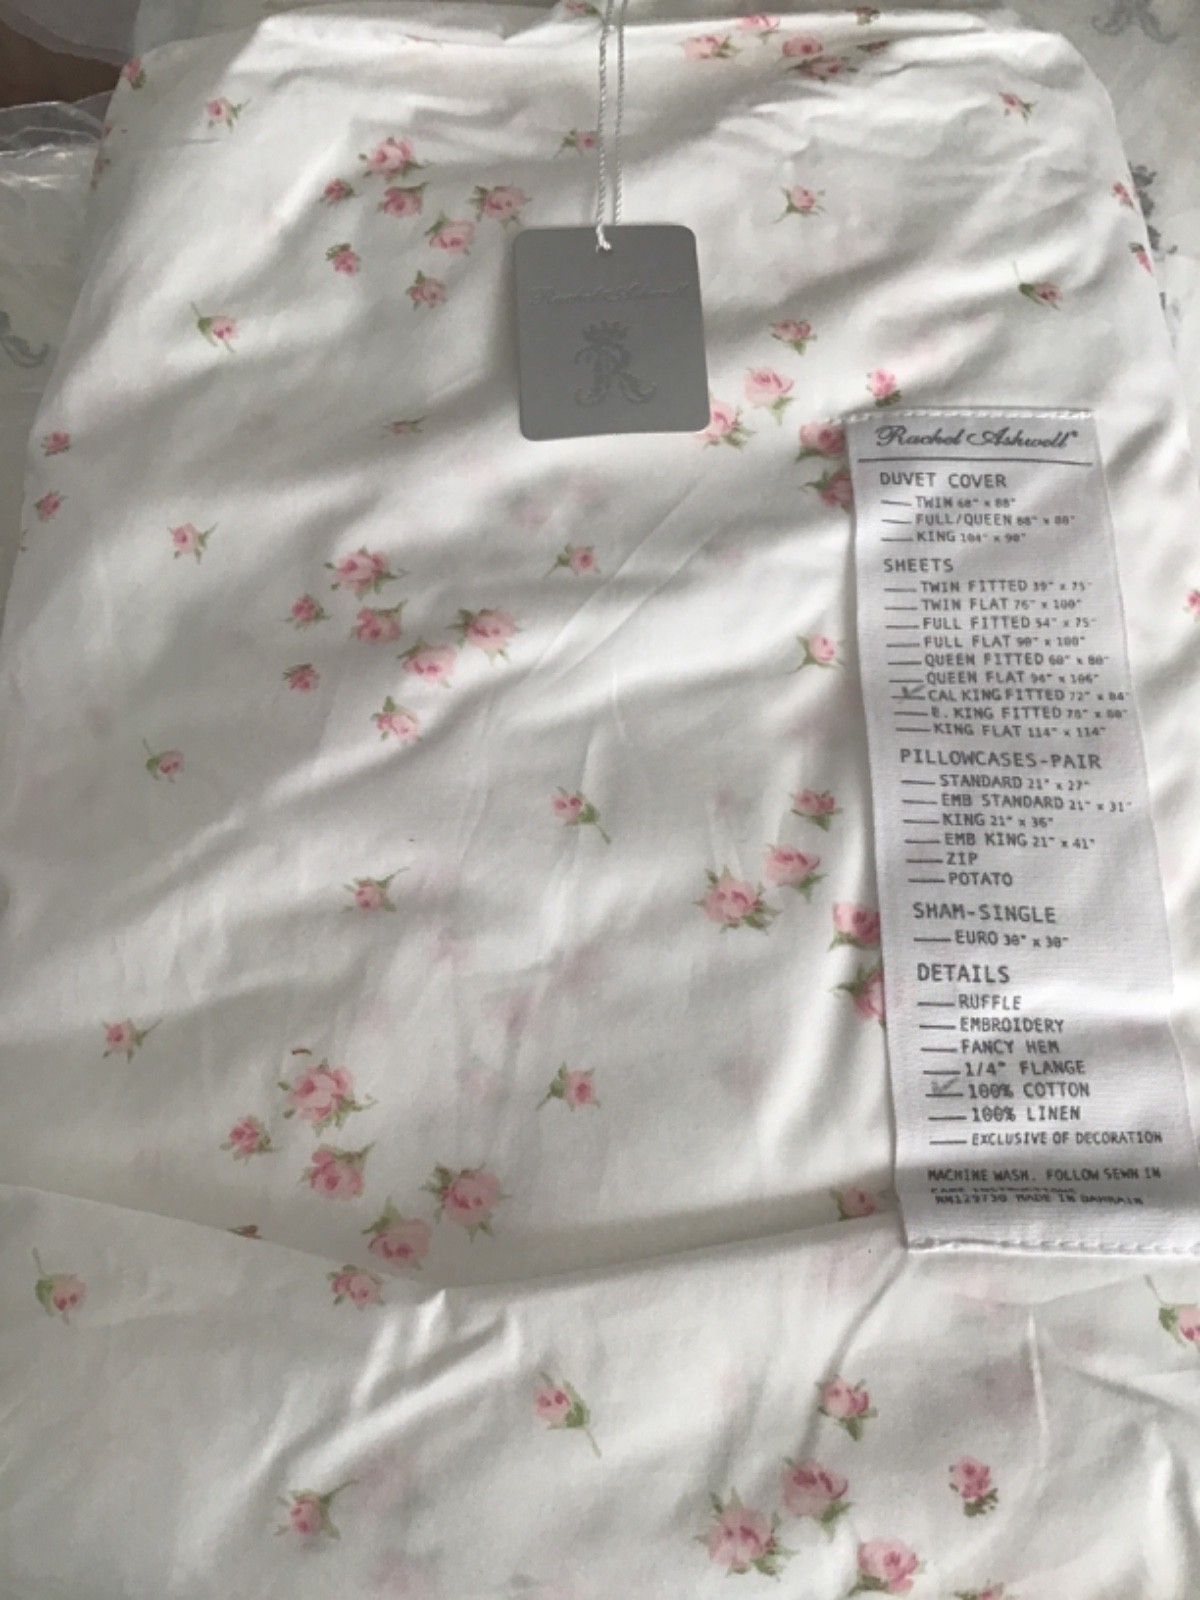 Rachel Ashwell®
R
Rachel Ashwell®
DUVET COVER
TWIN 68" x 88"
FULL/QUEEN 88" x 88"
KING 104" x 90"
SHEETS
TWIN FITTED 39" x 75"
TWIN FLAT 76" x 100"
FULL FITTED 54" x 75"
FULL FLAT 90" x 100"
QUEEN FITTED 60" x 80"
QUEEN FLAT 94" x 106"
CAL KING FITTED 72" x 84"
E. KING FITTED 78" x 80"
KING FLAT 114" x 114"
PILLOWCASES-PAIR
STANDARD 21" x 27"
EMB STANDARD 21" x 31"
KING 21" x 36"
EMB KING 21" x 41"
ZIP
POTATO
SHAM-SINGLE
EURO 30" x 30"
DETAILS
RUFFLE
EMBROIDERY
FANCY HEM
1/4" FLANGE
100% COTTON
100% LINEN
EXCLUSIVE OF DECORATION
MACHINE WASH. FOLLOW SEWN IN
MADE IN BAHRAIN